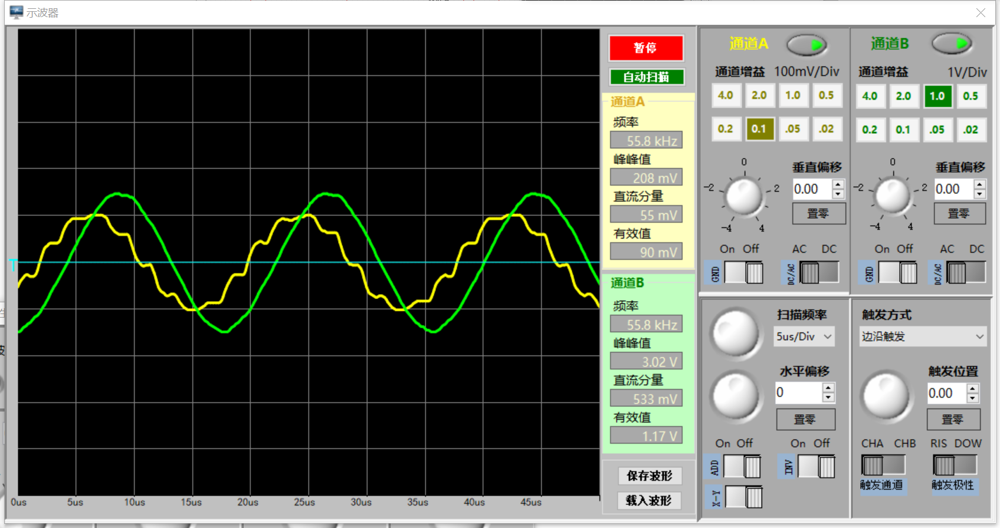 示波器
T
0us 5us 10us 15us 20us 25us 30us 35us 40us 45us
暂停
自动扫描
通道A
频率
55.8 kHz
峰峰值
208 mV
直流分量
55 mV
有效值
90 mV
通道B
频率
55.8 kHz
峰峰值
3.02 V
直流分量
533 mV
有效值
1.17 V
保存波形
载入波形
通道A
通道增益 100mV/Div
4.0 2.0 1.0 0.5
0.2 0.1 .05 .02
0
-2 2
-4 4
垂直偏移
0.00
置零
On Off
GND
AC DC
DC/AC
通道B
通道增益 1V/Div
4.0 2.0 1.0 0.5
0.2 0.1 .05 .02
0
-2 2
-4 4
垂直偏移
0.00
置零
On Off
GND
AC DC
DC/AC
扫描频率
5us/Div
水平偏移
0
置零
On Off
ADD
On Off
INV
X-Y
触发方式
边沿触发
触发位置
0.00
置零
CHA CHB
触发通道
RIS DOW
触发极性